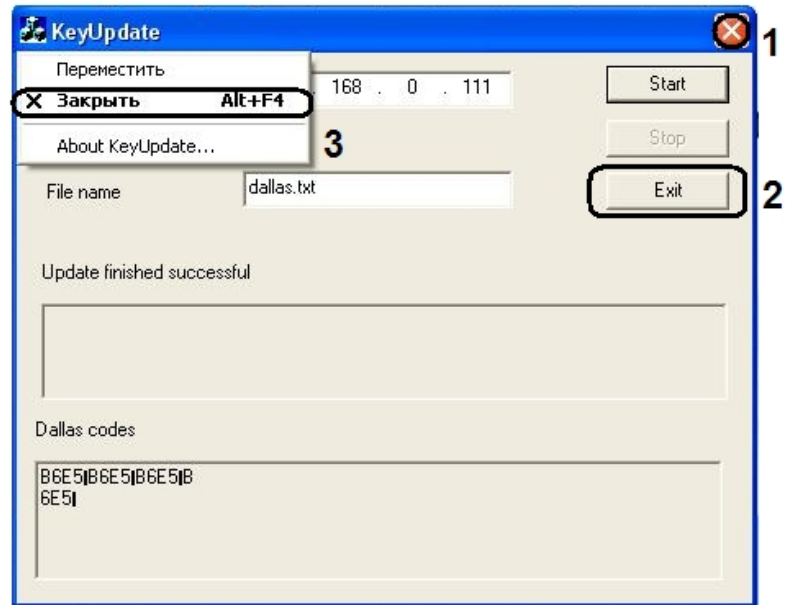 KeyUpdate
1
Переместить
X Закрыть Alt+F4
. 168 . 0 . 111
Start
About KeyUpdate...
3
Stop
File name
dallas.txt
Exit
2
Update finished successful
Dallas codes
B6E5|B6E5|B6E5|B
6E5|